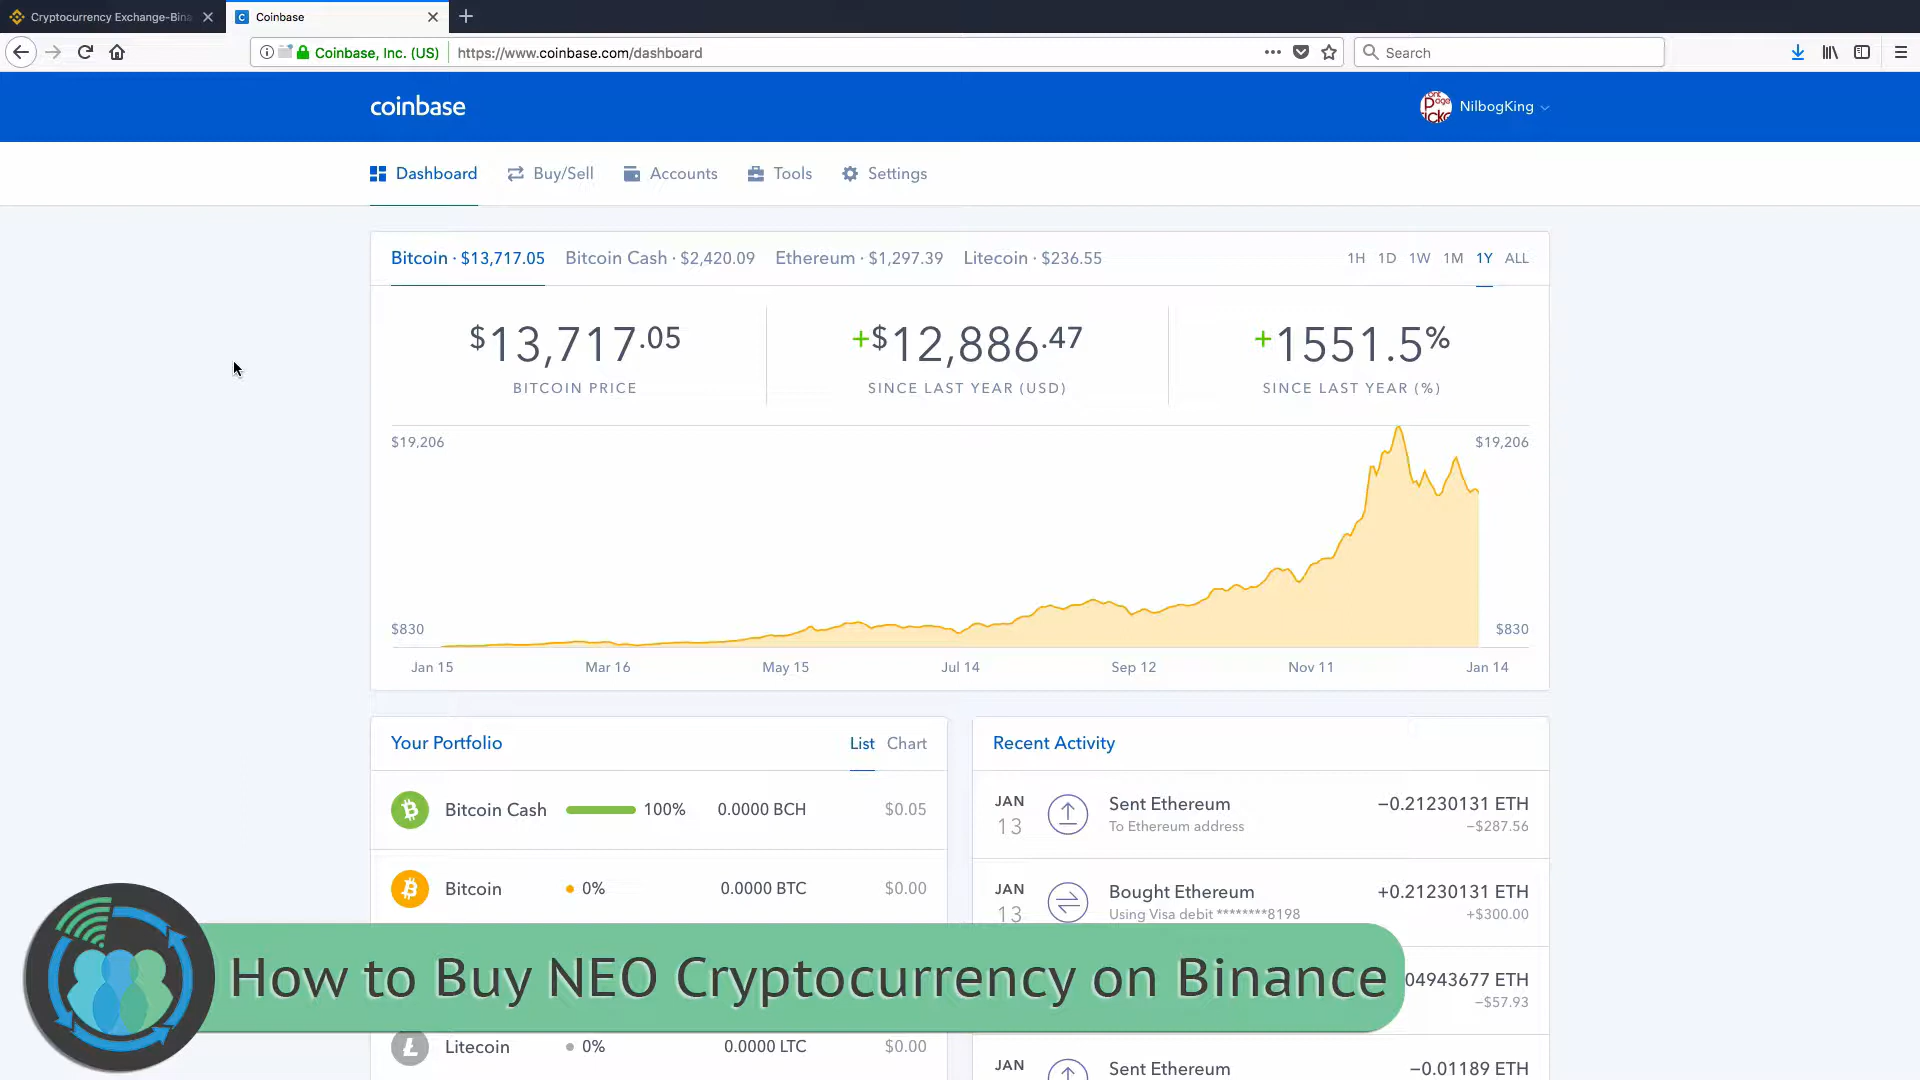 Cryptocurrency Exchange-Bina
Coinbase
Coinbase, Inc. (US)
https://www.coinbase.com/dashboard
Search
coinbase
NilbogKing
Dashboard
Buy/Sell
Accounts
Tools
Settings
Bitcoin · $13,717.05
Bitcoin Cash · $2,420.09
Ethereum · $1,297.39
Litecoin · $236.55
1H 1D 1W 1M 1Y ALL
$13,717.05
BITCOIN PRICE
+$12,886.47
SINCE LAST YEAR (USD)
+1551.5%
SINCE LAST YEAR (%)
$19,206
$19,206
$830
$830
Jan 15 Mar 16 May 15 Jul 14 Sep 12 Nov 11 Jan 14
Your Portfolio
List Chart
Bitcoin Cash 100% 0.0000 BCH $0.05
Bitcoin 0% 0.0000 BTC $0.00
Litecoin 0% 0.0000 LTC $0.00
Recent Activity
JAN 13 Sent Ethereum −0.21230131 ETH
To Ethereum address −$287.56
JAN 13 Bought Ethereum +0.21230131 ETH
Using Visa debit ********8198 +$300.00
04943677 ETH
−$57.93
JAN Sent Ethereum −0.01189 ETH
How to Buy NEO Cryptocurrency on Binance